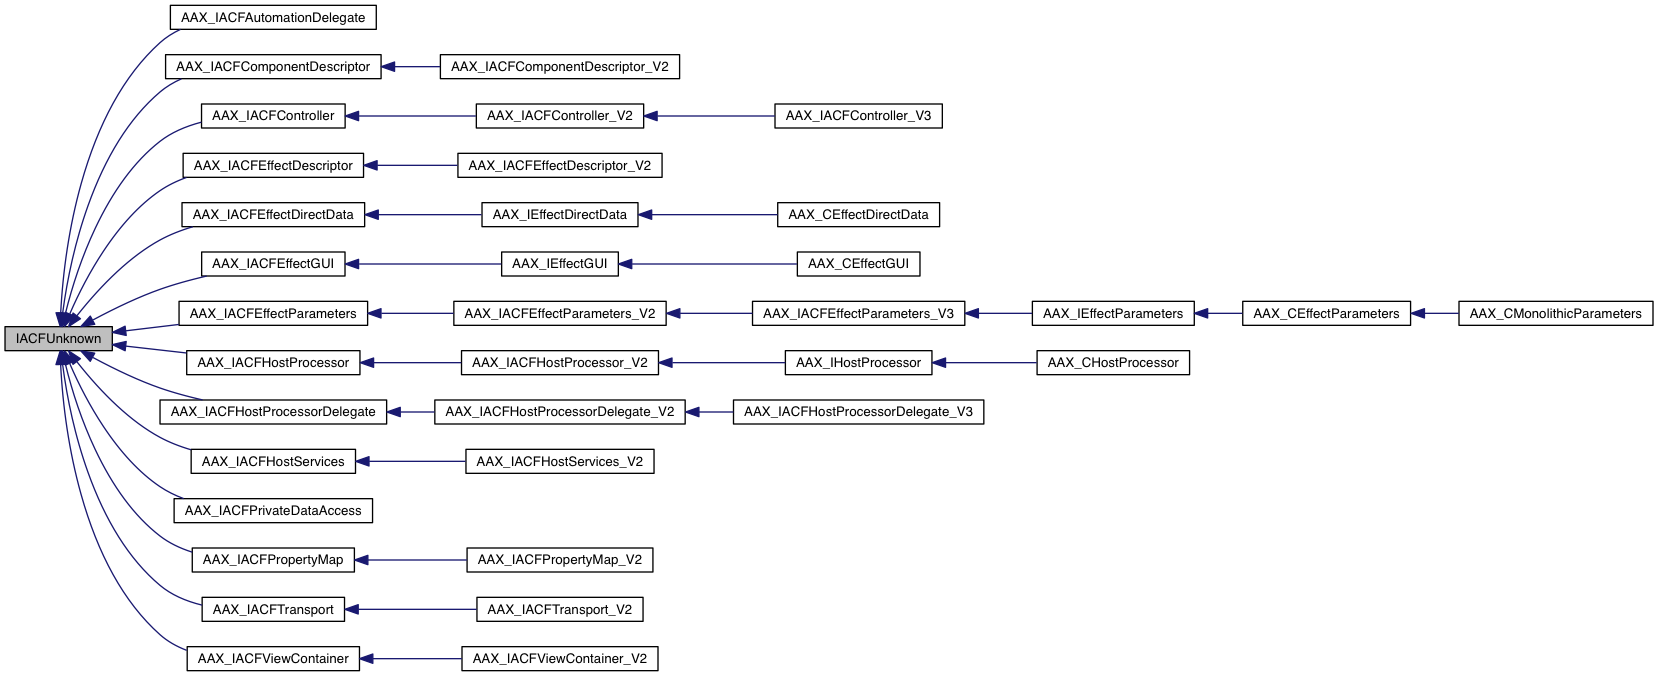 AAX_IACFAutomationDelegate
AAX_IACFComponentDescriptor AAX_IACFComponentDescriptor_V2
AAX_IACFController AAX_IACFController_V2 AAX_IACFController_V3
AAX_IACFEffectDescriptor AAX_IACFEffectDescriptor_V2
AAX_IACFEffectDirectData AAX_IEffectDirectData AAX_CEffectDirectData
AAX_IACFEffectGUI AAX_IEffectGUI AAX_CEffectGUI
AAX_IACFEffectParameters AAX_IACFEffectParameters_V2 AAX_IACFEffectParameters_V3 AAX_IEffectParameters AAX_CEffectParameters AAX_CMonolithicParameters
IACFUnknown
AAX_IACFHostProcessor AAX_IACFHostProcessor_V2 AAX_IHostProcessor AAX_CHostProcessor
AAX_IACFHostProcessorDelegate AAX_IACFHostProcessorDelegate_V2 AAX_IACFHostProcessorDelegate_V3
AAX_IACFHostServices AAX_IACFHostServices_V2
AAX_IACFPrivateDataAccess
AAX_IACFPropertyMap AAX_IACFPropertyMap_V2
AAX_IACFTransport AAX_IACFTransport_V2
AAX_IACFViewContainer AAX_IACFViewContainer_V2